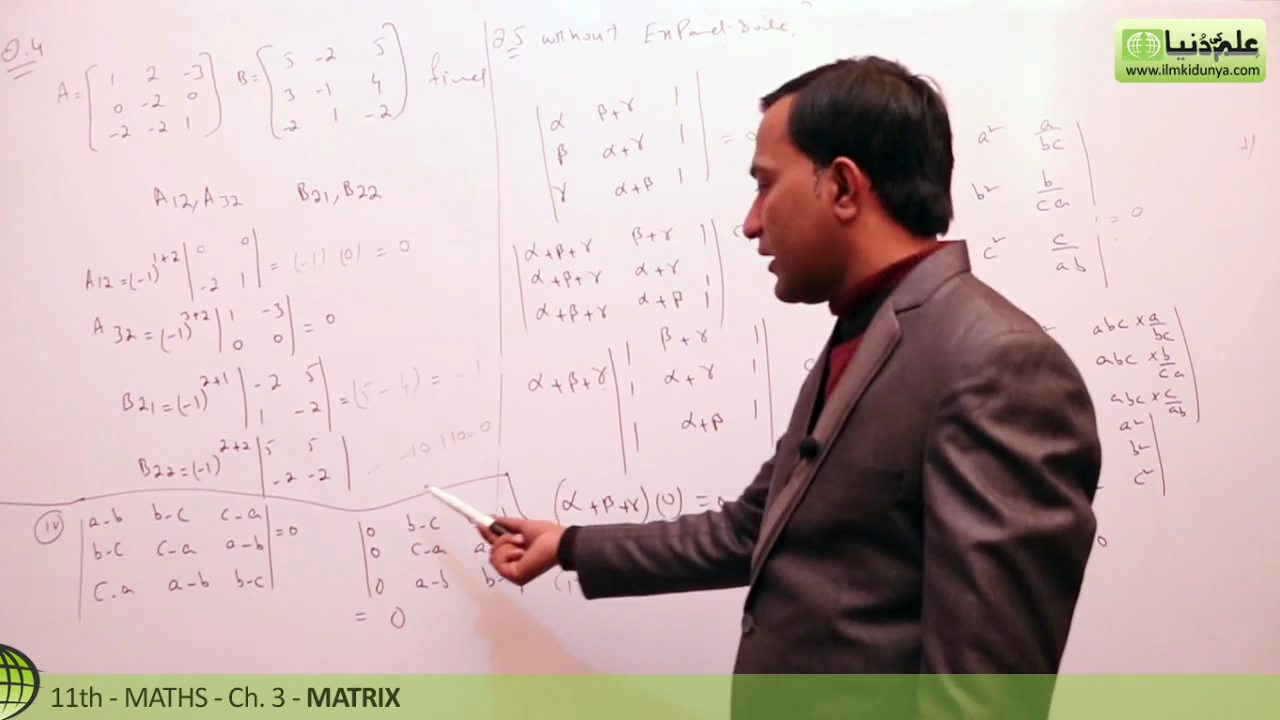 Q.4
A = [ 1 2 -3
0 -2 0
-2 -2 1 ]
B = [ 5 -2 5
3 -1 4
-2 1 -2 ] find
A12, A32 B21, B22
A12 = (-1)^1+2 | 0 0
-2 1 | = (-1) (0) = 0
A32 = (-1)^3+2 | 1 -3
0 0 | = 0
B21 = (-1)^2+1 | -2 5
1 -2 | = (5 - 4) = -1
B22 = (-1)^2+2 | 5 5
-2 -2 |
(iv) | a-b b-c c-a
b-c c-a a-b
c-a a-b b-c | = 0
| 0 b-c
0 c-a a
0 a-b b
= 0
Q.5 without
| α β+γ 1
β α+γ 1
γ α+β 1 | =
| α+β+γ β+γ 1
α+β+γ α+γ 1
α+β+γ α+β 1 |
α+β+γ | 1 β+γ 1
1 α+γ 1
1 α+β 1 |
(α+β+γ) (0) =
a² a/bc
b² b/ca
c² c/ab | = 0
abc × a/bc
abc × b/ca
abc × c/ab |
a²
b²
c² |
0
علم کی دُنیا
www.ilmkidunya.com
11th - MATHS - Ch. 3 - MATRIX